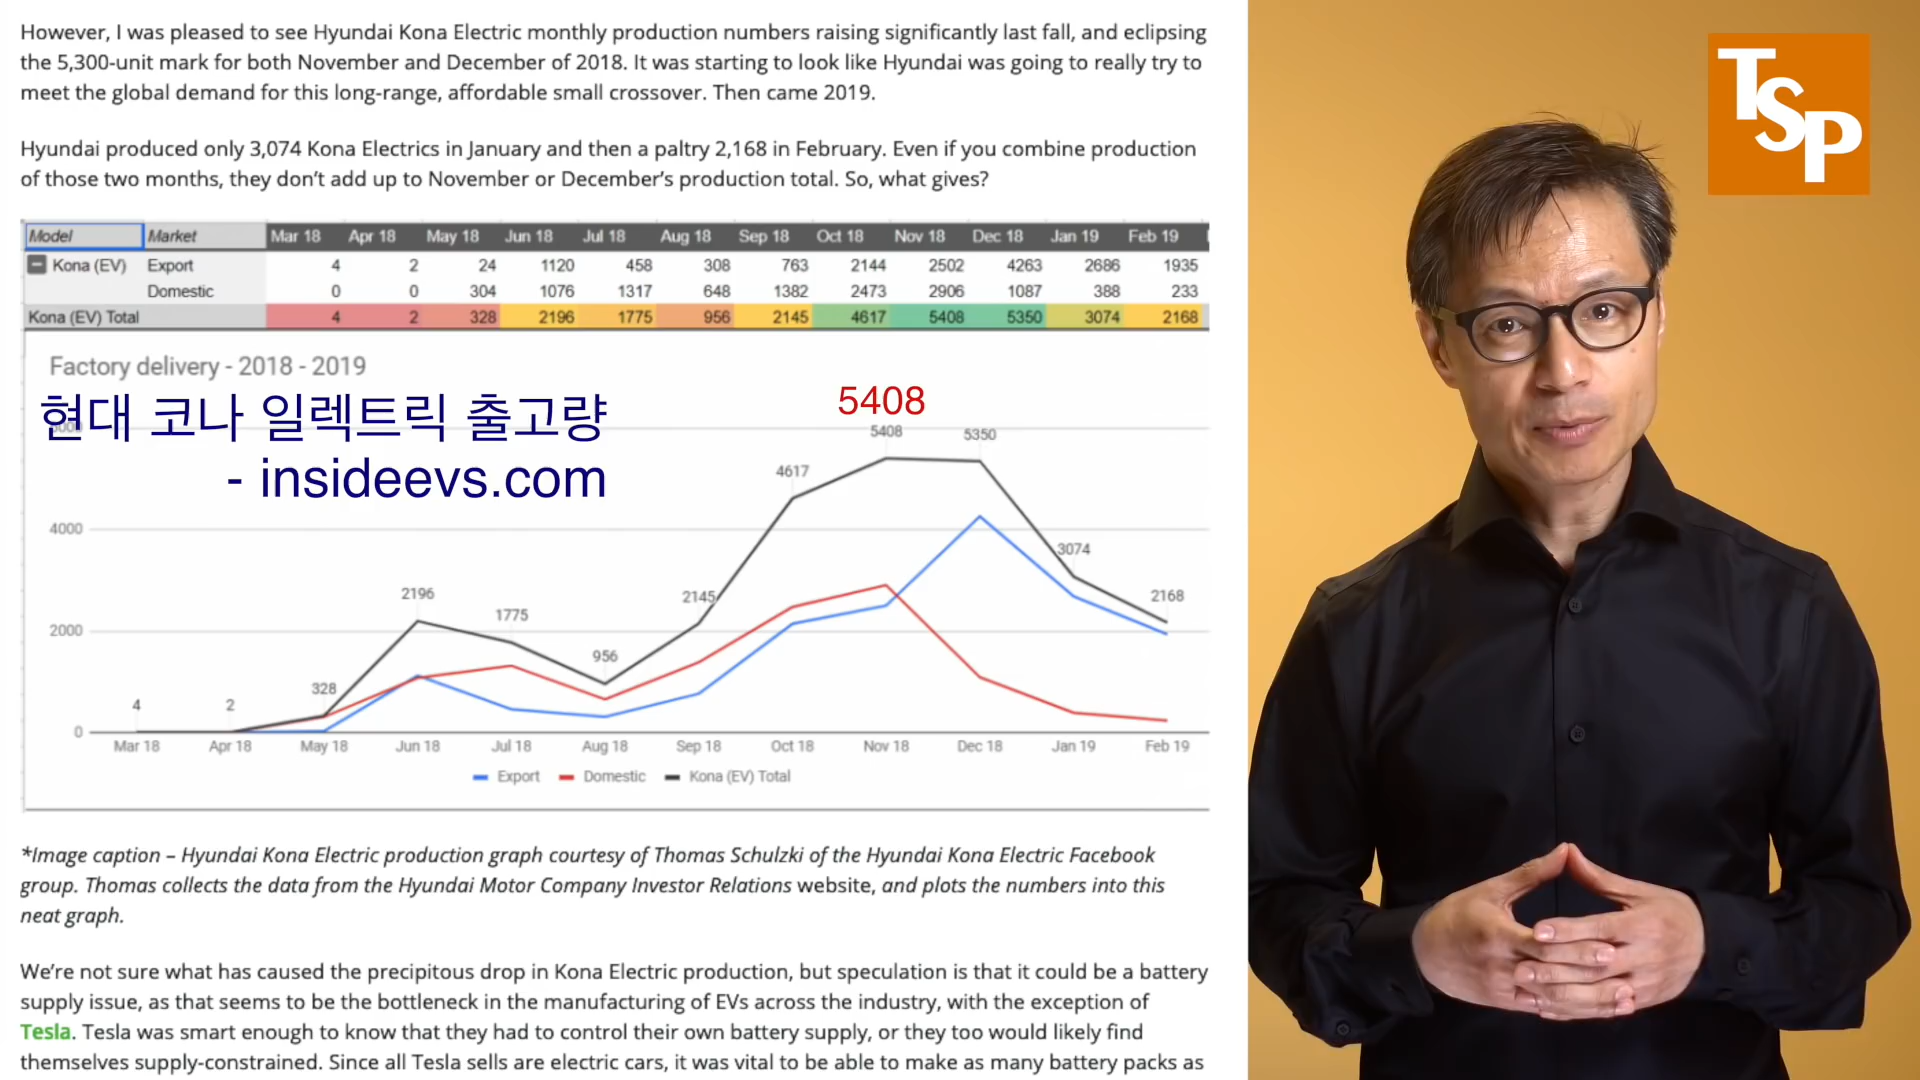 However, I was pleased to see Hyundai Kona Electric monthly production numbers raising significantly last fall, and eclipsing
the 5,300-unit mark for both November and December of 2018. It was starting to look like Hyundai was going to really try to
meet the global demand for this long-range, affordable small crossover. Then came 2019.
Hyundai produced only 3,074 Kona Electrics in January and then a paltry 2,168 in February. Even if you combine production
of those two months, they don't add up to November or December's production total. So, what gives?
Model Market Mar 18 Apr 18 May 18 Jun 18 Jul 18 Aug 18 Sep 18 Oct 18 Nov 18 Dec 18 Jan 19 Feb 19
Kona (EV) Export 4 2 24 1120 458 308 763 2144 2502 4263 2686 1935
Domestic 0 0 304 1076 1317 648 1382 2473 2906 1087 388 233
Kona (EV) Total 4 2 328 2196 1775 956 2145 4617 5408 5350 3074 2168
Factory delivery - 2018 - 2019
현대 코나 일렉트릭 출고량
- insideevs.com
5408
5408
5350
4617
4000
3074
2196
2145
2168
1775
2000
956
328
4
2
0
Mar 18 Apr 18 May 18 Jun 18 Jul 18 Aug 18 Sep 18 Oct 18 Nov 18 Dec 18 Jan 19 Feb 19
Export Domestic Kona (EV) Total
*Image caption – Hyundai Kona Electric production graph courtesy of Thomas Schulzki of the Hyundai Kona Electric Facebook
group. Thomas collects the data from the Hyundai Motor Company Investor Relations website, and plots the numbers into this
neat graph.
We're not sure what has caused the precipitous drop in Kona Electric production, but speculation is that it could be a battery
supply issue, as that seems to be the bottleneck in the manufacturing of EVs across the industry, with the exception of
Tesla. Tesla was smart enough to know that they had to control their own battery supply, or they too would likely find
themselves supply-constrained. Since all Tesla sells are electric cars, it was vital to be able to make as many battery packs as
TSP